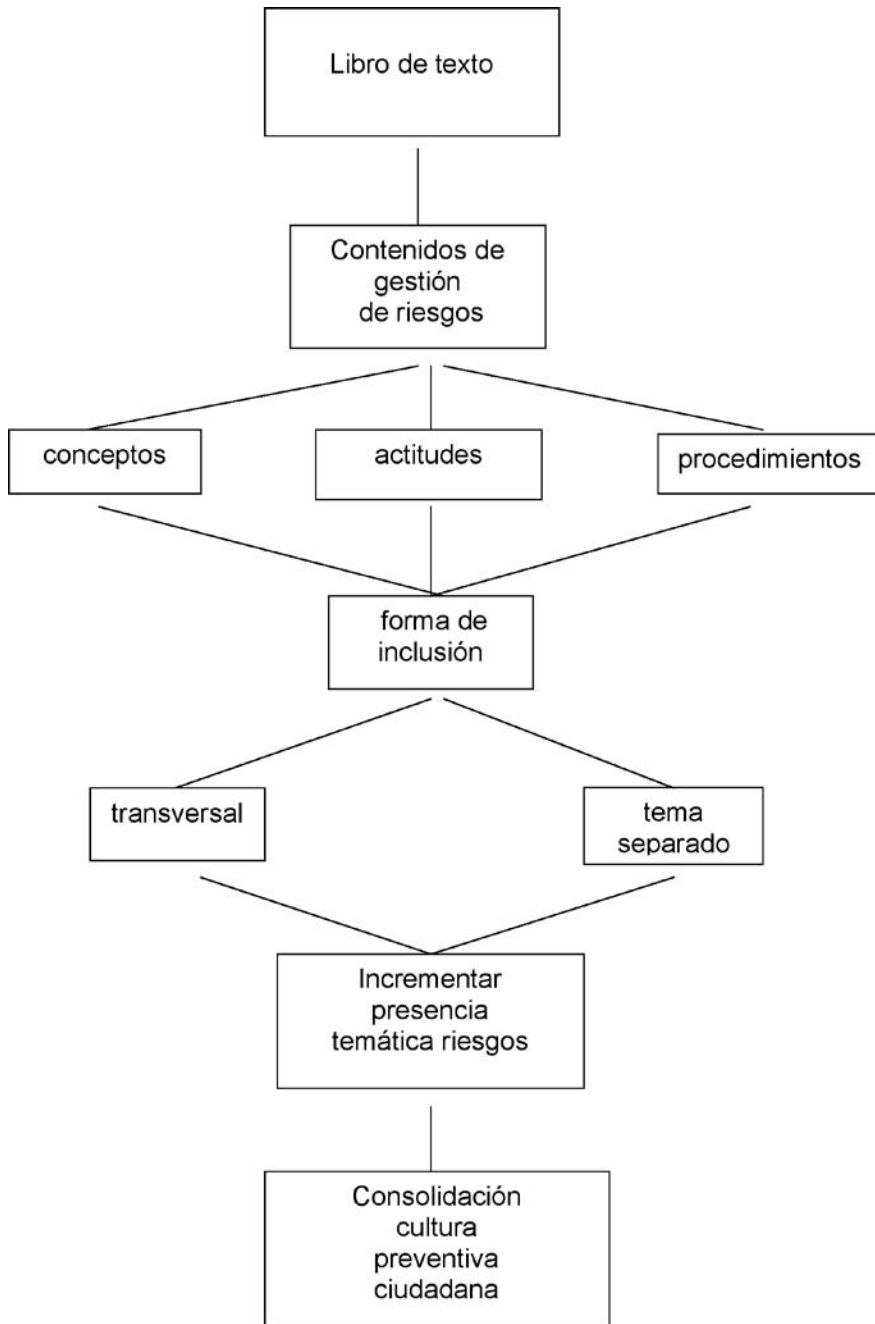 Libro de texto
Contenidos de
gestión
de riesgos
conceptos
actitudes
procedimientos
forma de
inclusión
transversal
tema
separado
Incrementar
presencia
temática riesgos
Consolidación
cultura
preventiva
ciudadana